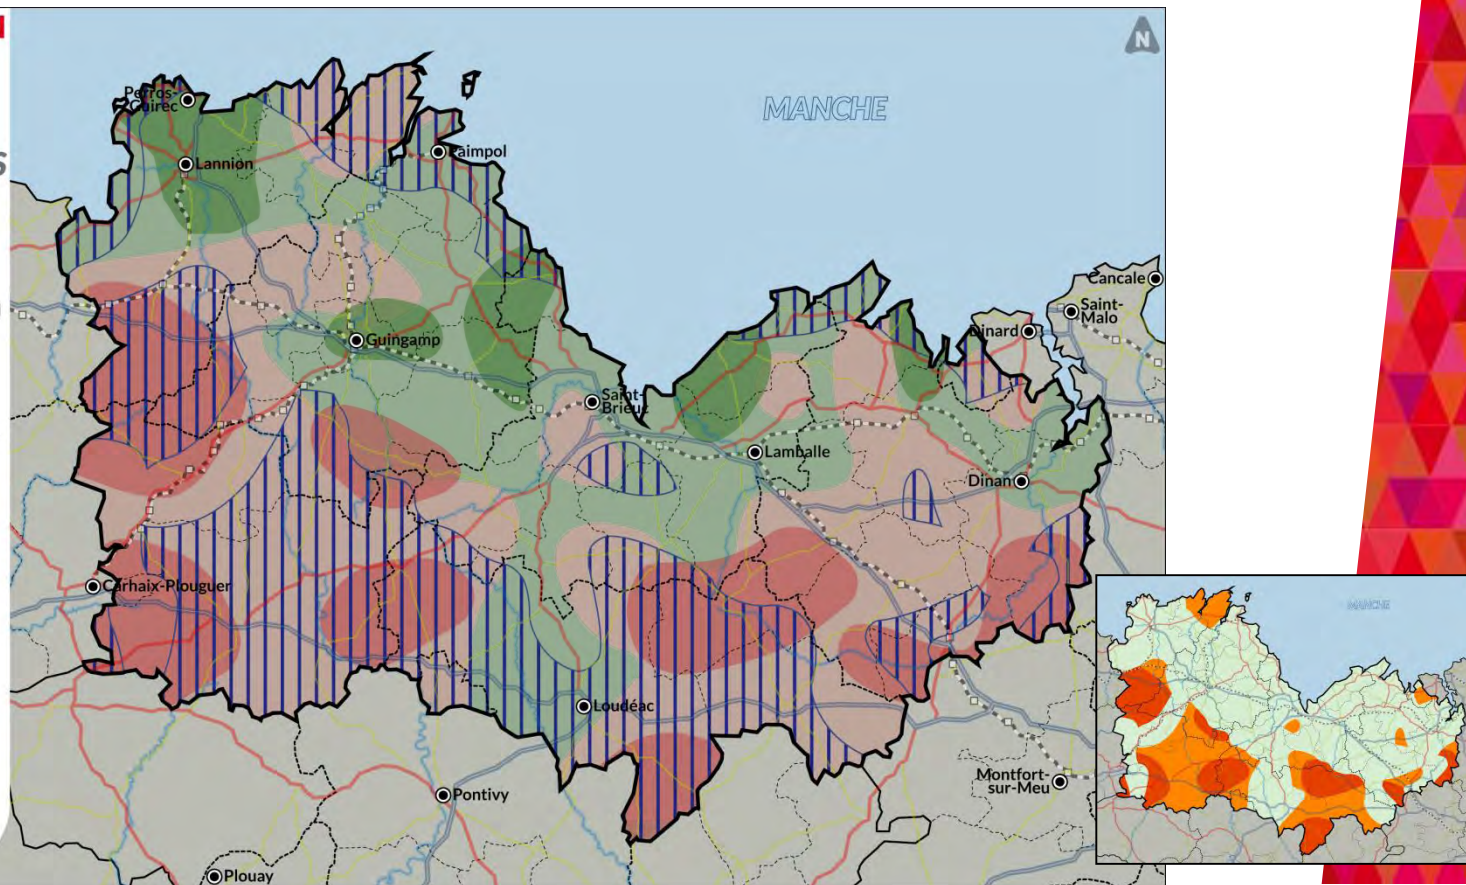 N
MANCHE
Perros-
Guirec
Lannion
Paimpol
Cancale
Saint-
Malo
Dinard
Guingamp
Saint-
Brieuc
Lamballe
Dinan
Carhaix-Plouguer
Loudéac
Montfort-
sur-Meu
Pontivy
Plouay
MANCHE